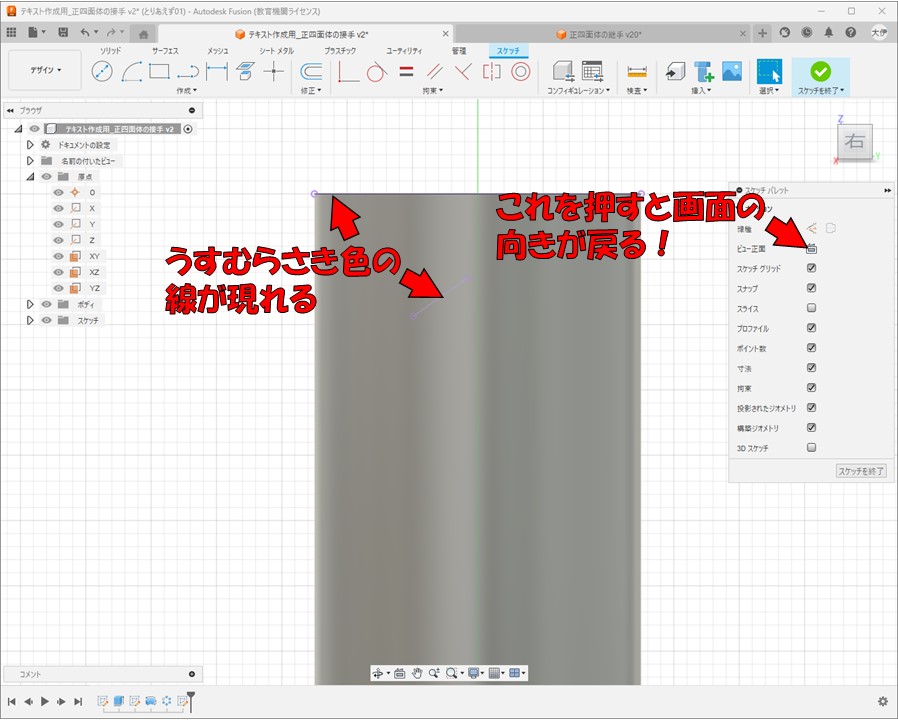 テキスト作成用_正四面体の接手 v2* (とりあえず01) - Autodesk Fusion (教育機関ライセンス)
テキスト作成用_正四面体の接手 v2*
正四面体の継手 v20*
大伊
ソリッド サーフェス メッシュ シート メタル プラスチック ユーティリティ 管理 スケッチ
デザイン
作成 修正 拘束 コンフィギュレーション 検査 挿入 選択 スケッチを終了
ブラウザ
テキスト作成用_正四面体の接手 v2
ドキュメントの設定
名前の付いたビュー
原点
O
X
Y
Z
XY
XZ
YZ
ボディ
スケッチ
Z
右
X
Y
うすむらさき色の
線が現れる
これを押すと画面の
向きが戻る！
スケッチ パレット
ビュー正面
スケッチ グリッド
スナップ
スライス
プロファイル
ポイント数
寸法
拘束
投影されたジオメトリ
構築ジオメトリ
3D スケッチ
スケッチを終了
コメント